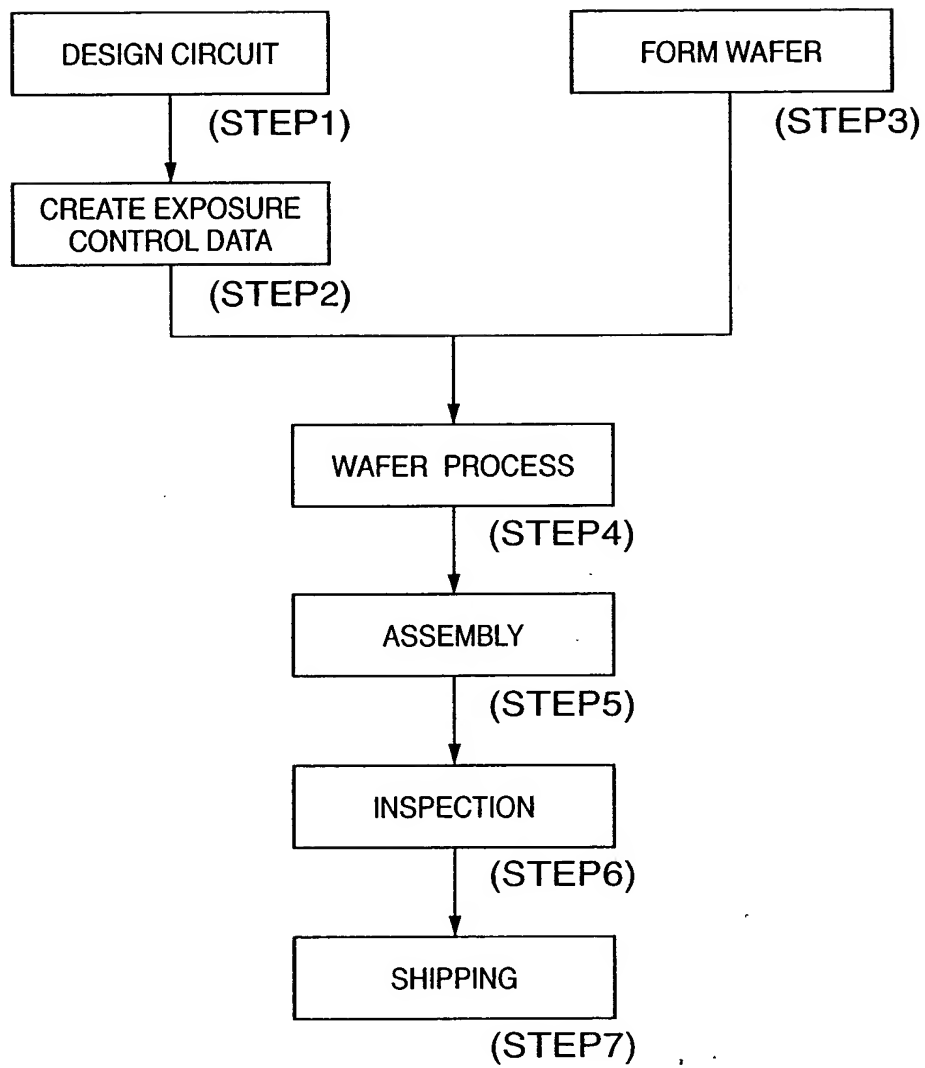 DESIGN CIRCUIT
(STEP1)
CREATE EXPOSURE
CONTROL DATA
(STEP2)
FORM WAFER
(STEP3)
WAFER PROCESS
(STEP4)
ASSEMBLY
(STEP5)
INSPECTION
(STEP6)
SHIPPING
(STEP7)